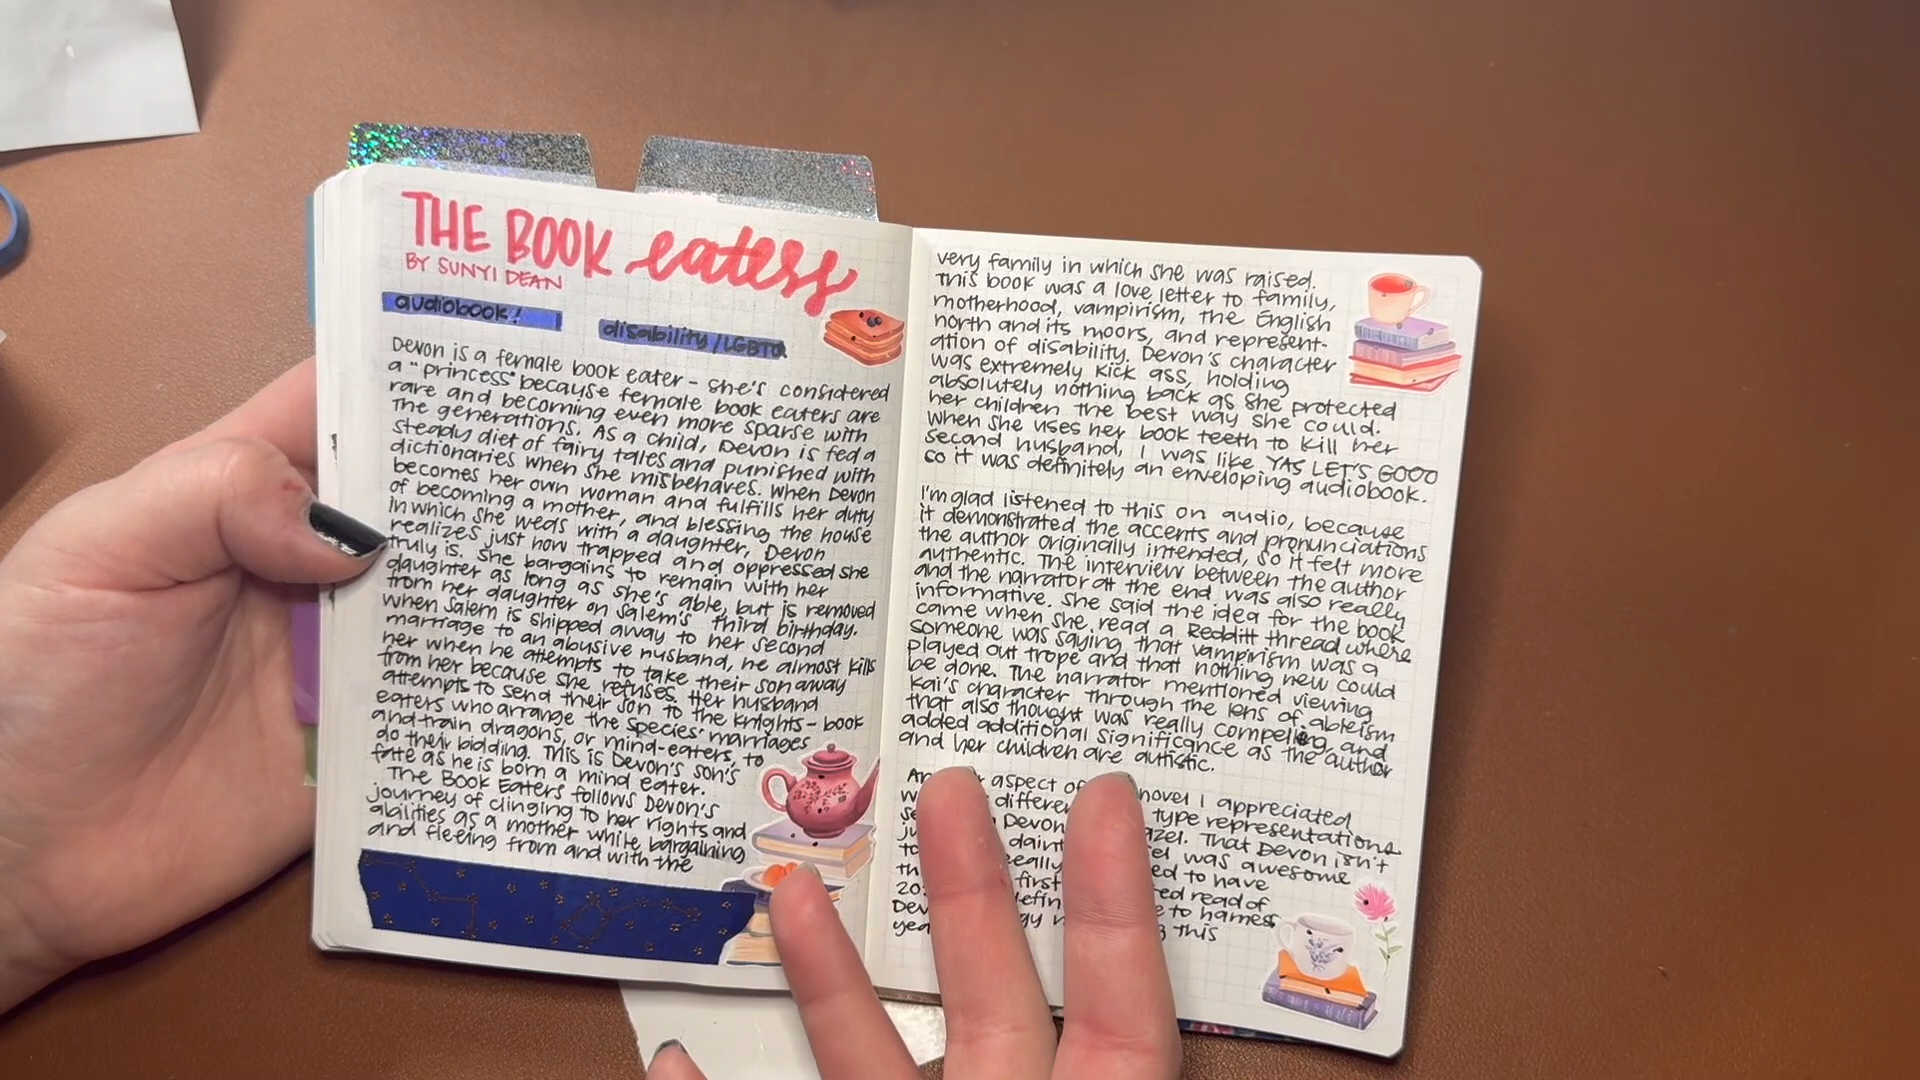 THE BOOK eaters
BY SUNYI DEAN
audiobook!
disability/LGBTQ
Devon is a female book eater - she's considered
a "princess" because female book eaters are
rare and becoming even more sparse with
the generations. As a child, Devon is fed a
steady diet of fairy tales and punished with
dictionaries when she misbehaves. When Devon
becomes her own woman and fulfills her duty
of becoming a mother, and blessing the house
in which she weds with a daughter, Devon
realizes just how trapped and oppressed she
truly is. She bargains to remain with her
daughter as long as she's able, but is removed
from her daughter on Salem's third birthday.
When Salem is shipped away to her second
marriage to an abusive husband, he almost kills
her when he attempts to take their son away
from her because she refuses. Her husband
attempts to send their son to the Knights - book
eaters who arrange the species' marriages
and train dragons, or mind-eaters, to
do their bidding. This is Devon's son's
fate as he is born a mind eater.
The Book Eaters follows Devon's
journey of clinging to her rights and
abilities as a mother while bargaining
and fleeing from and with the
very family in which she was raised.
This book was a love letter to family,
motherhood, vampirism, the English
north and its moors, and represent-
ation of disability. Devon's character
was extremely kick ass, holding
absolutely nothing back as she protected
her children the best way she could.
When she uses her book teeth to kill her
second husband, I was like YAS LET'S GOOO
so it was definitely an enveloping audiobook.
I'm glad listened to this on audio, because
it demonstrated the accents and pronunciations
the author originally intended, so it felt more
authentic. The interview between the author
and the narrator at the end was also really
informative. She said the idea for the book
came when she read a Redditt thread where
someone was saying that vampirism was a
played out trope and that nothing new could
be done. The narrator mentioned viewing
Kai's character through the lens of ableism
that also thought was really compelling, and
added additional significance as the author
and her children are autistic.
aspect of novel I appreciated
differen type representations
Devon That Devon isn't
was awesome
first ed to have
read of
Dev to harness
this